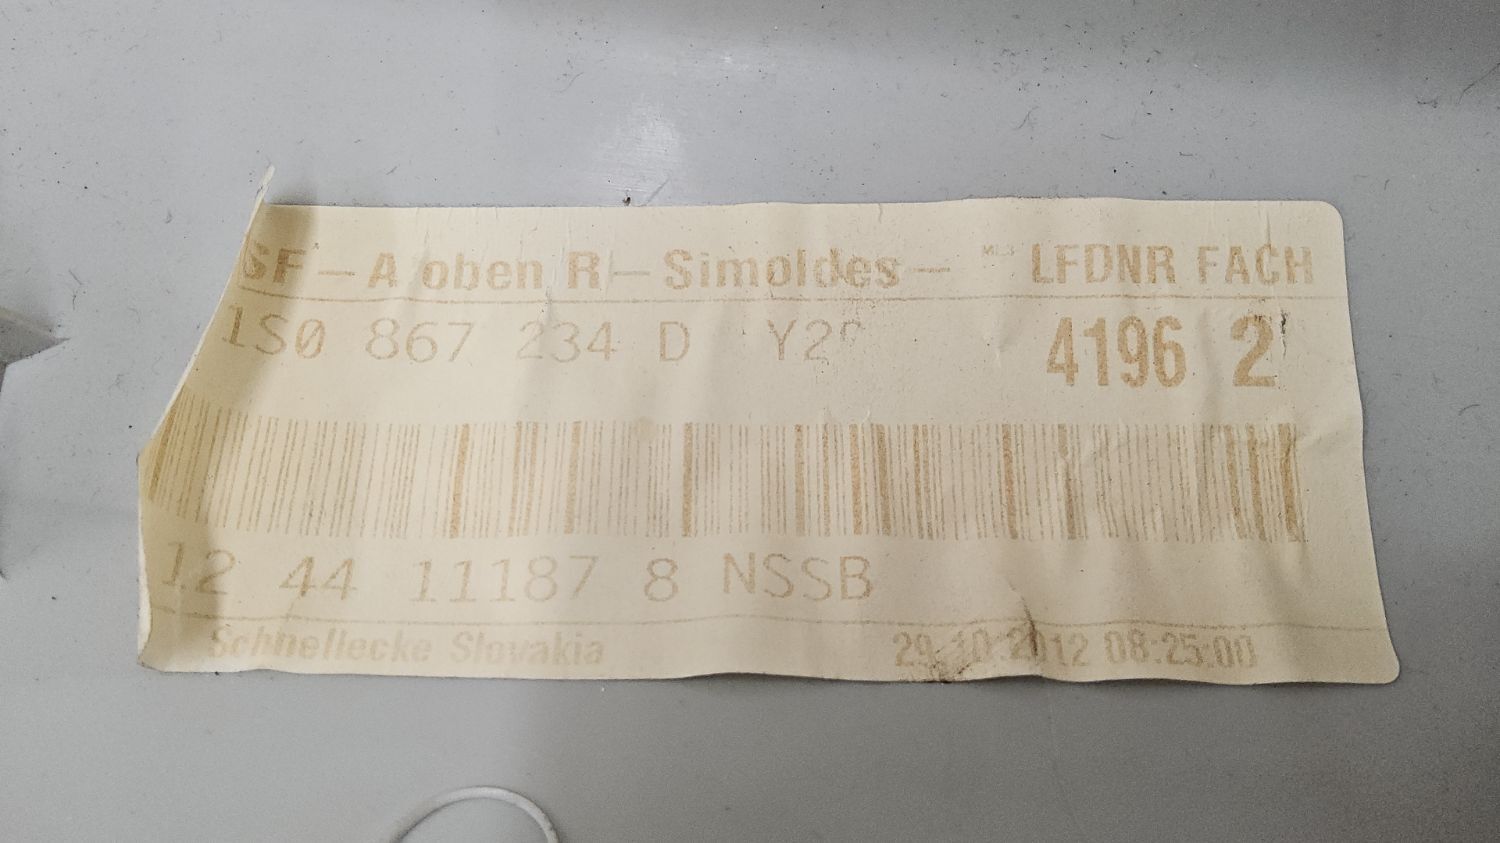 SF - A oben R - Simoldes - LFDNR FACH
1S0 867 234 D 4196 2
12 44 11187 8 NSSB
Schnellecke Slovakia 29.10.2012 08:25:00